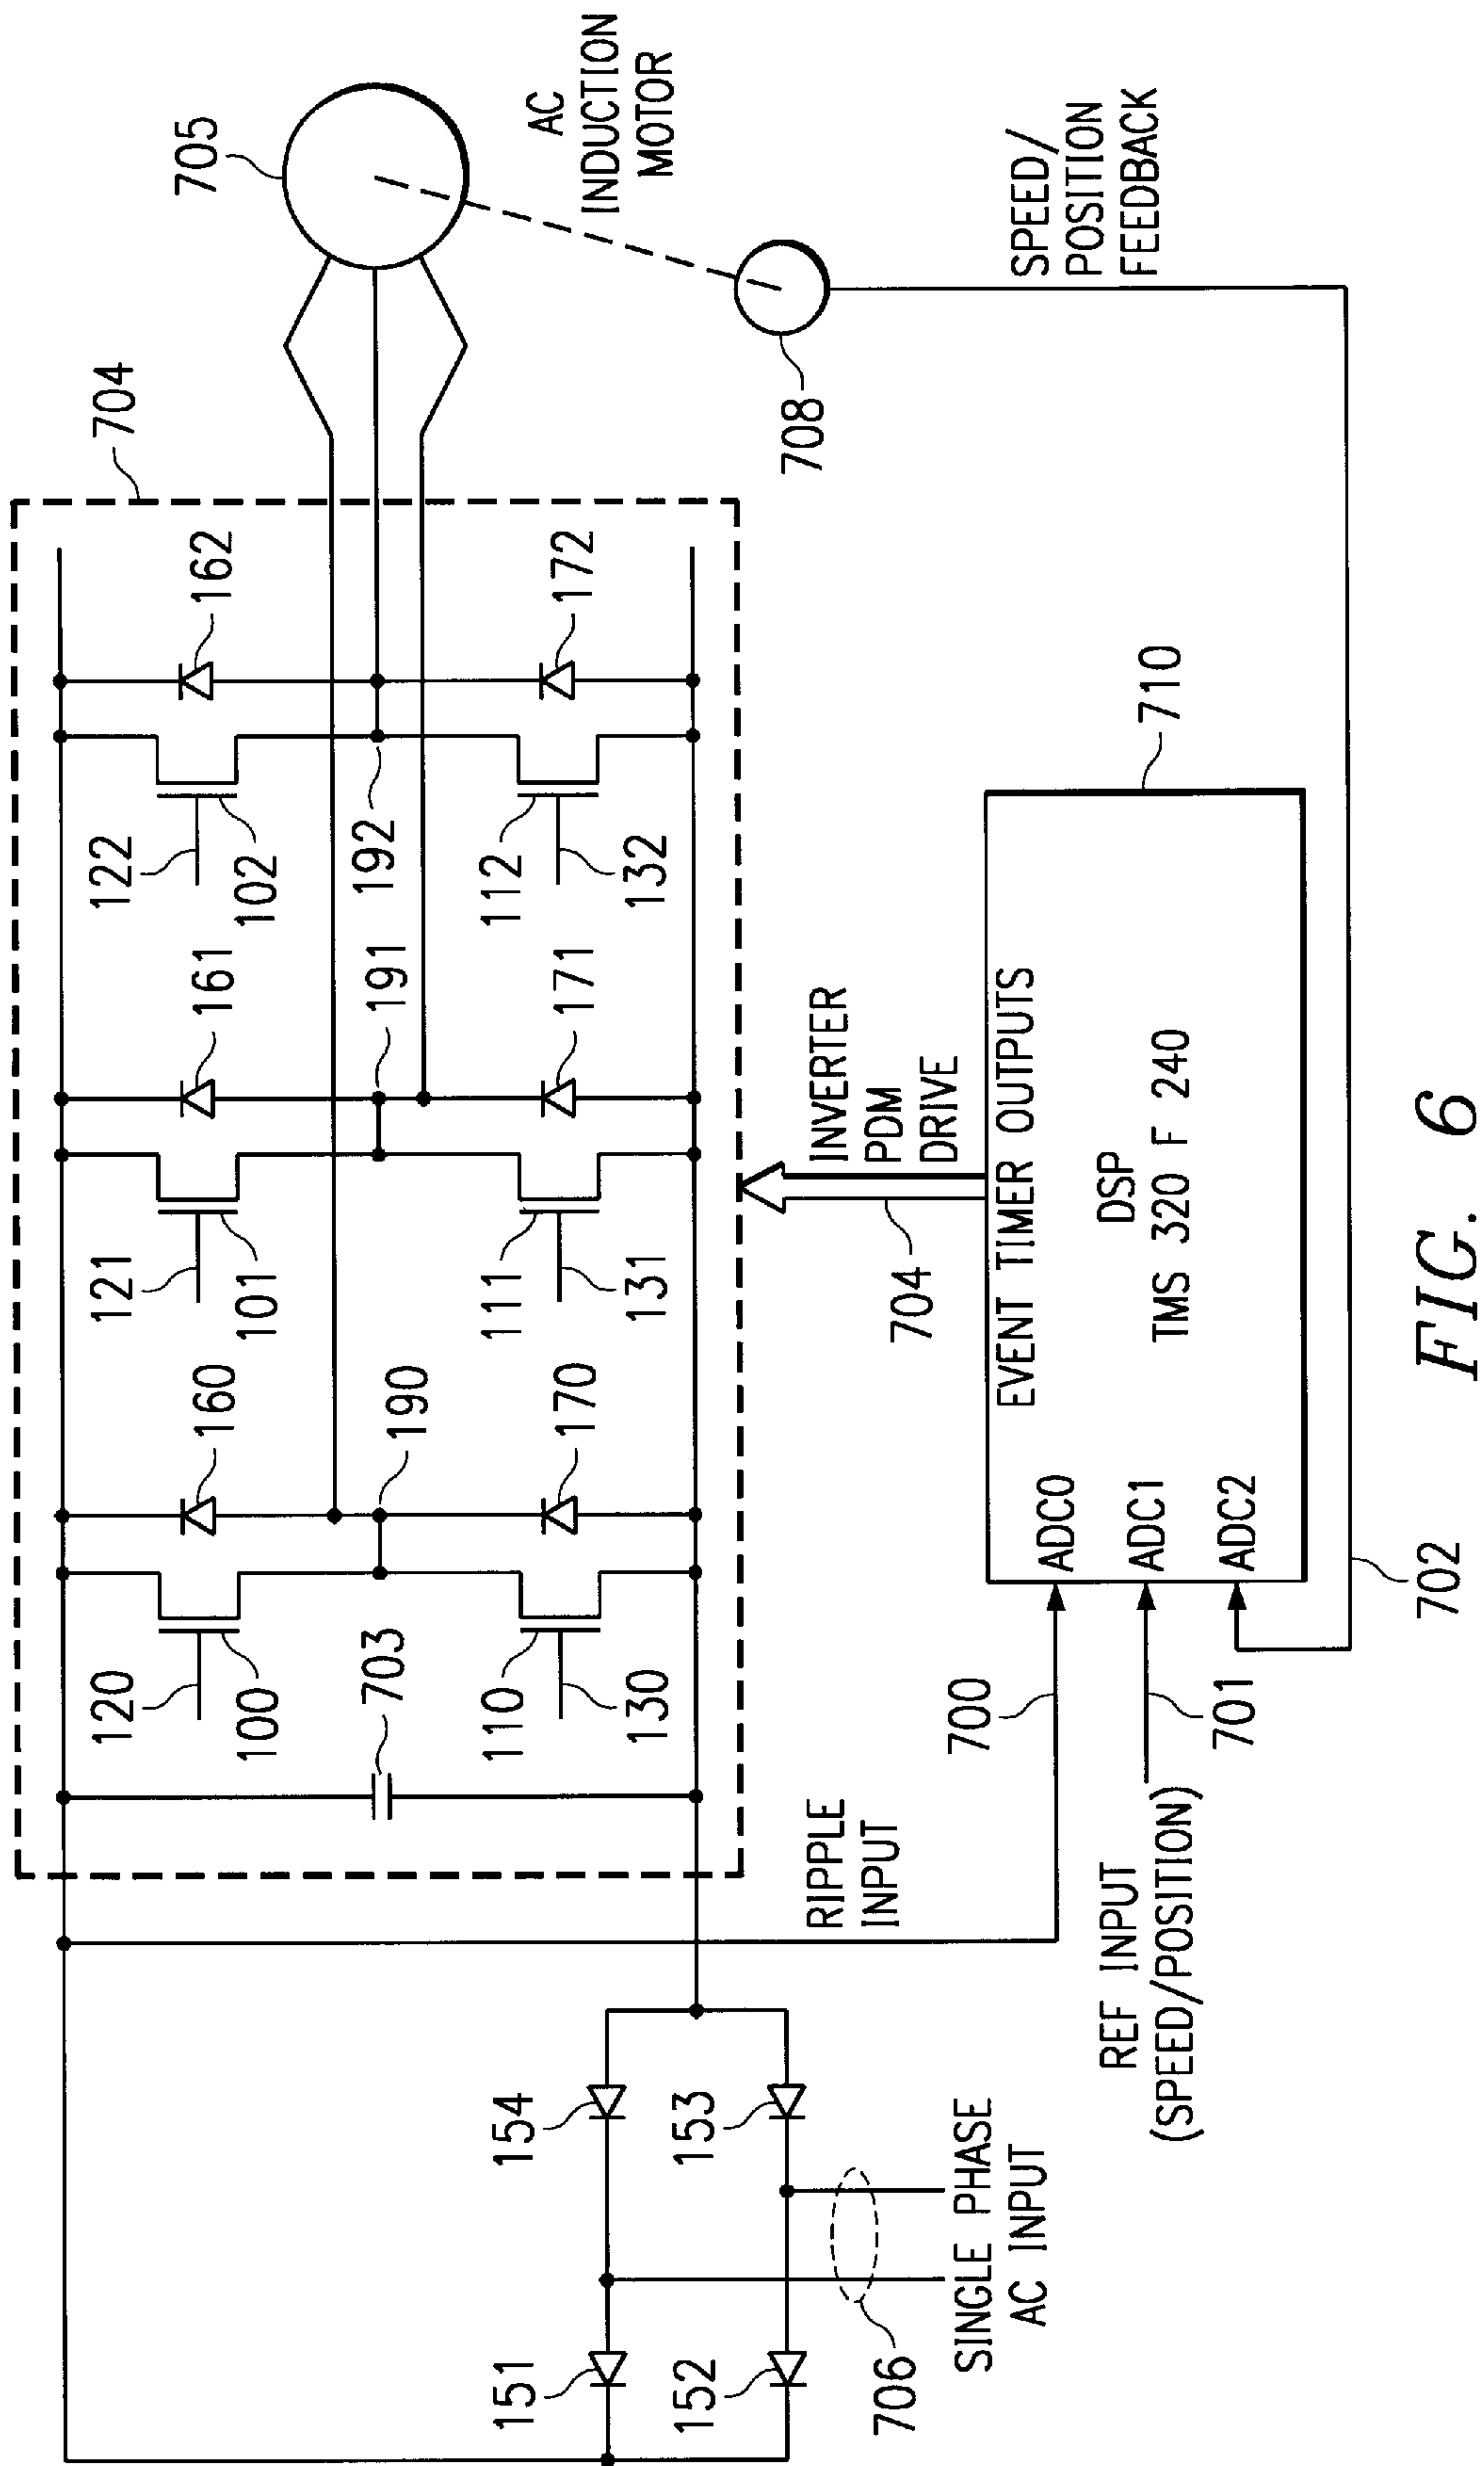 704
705
AC
INDUCTION
MOTOR
120
100
160
121
101
161
122
102
162
703
190
191
192
110
130
170
111
131
171
112
132
172
708
SPEED/
POSITION
FEEDBACK
151
154
152
153
706
SINGLE PHASE
AC INPUT
RIPPLE
INPUT
700
REF INPUT
(SPEED/POSITION)
701
702
704
INVERTER
PDM
DRIVE
710
EVENT TIMER OUTPUTS
ADC0
ADC1
ADC2
DSP
TMS 320 F 240
FIG. 6